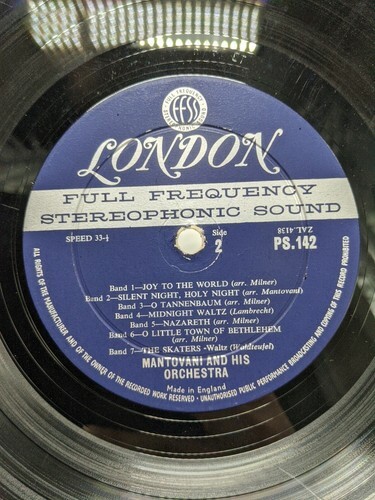 FULL FREQUENCY STEREO SOUND
FFSS
LONDON
FULL FREQUENCY
STEREOPHONIC SOUND
SPEED 33-⅓
Side
2
PS.142
ZAL 4138
Band 1—JOY TO THE WORLD (arr. Milner)
Band 2—SILENT NIGHT, HOLY NIGHT (arr. Mantovani)
Band 3—O TANNENBAUM (arr. Milner)
Band 4—MIDNIGHT WALTZ (Lambrecht)
Band 5—NAZARETH (arr. Milner)
Band 6—O LITTLE TOWN OF BETHLEHEM
(arr. Milner)
Band 7—THE SKATERS -Waltz (Waldteufel)
MANTOVANI AND HIS
ORCHESTRA
Made in England
ALL RIGHTS OF THE MANUFACTURER AND OF THE OWNER OF THE RECORDED WORK RESERVED · UNAUTHORISED PUBLIC PERFORMANCE BROADCASTING AND COPYING OF THIS RECORD PROHIBITED